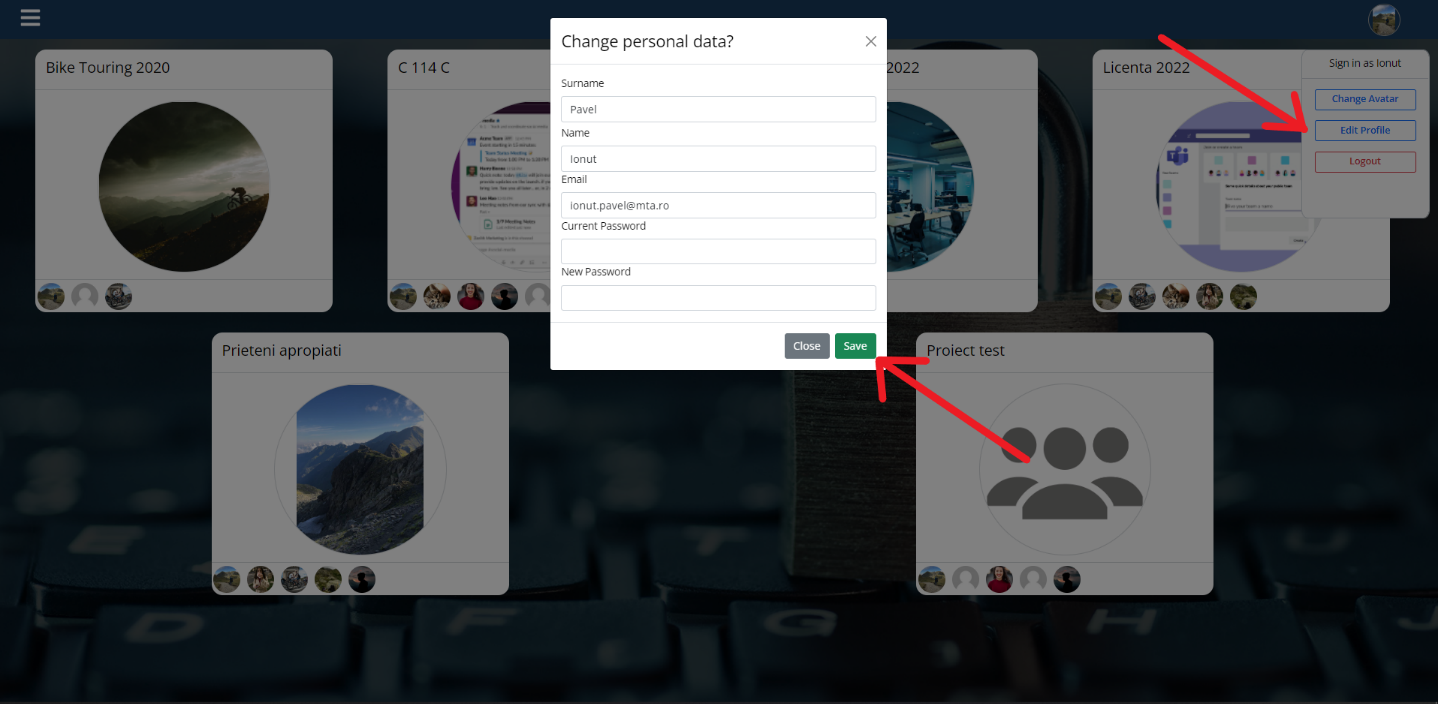 Change personal data?
Surname
Pavel
Name
Ionut
Email
ionut.pavel@mta.ro
Current Password
New Password
Close
Save
Sign in as Ionut
Change Avatar
Edit Profile
Logout
Bike Touring 2020
C 114 C
2022
Licenta 2022
Prieteni apropiati
Proiect test
E
T
D
F
G
H
J